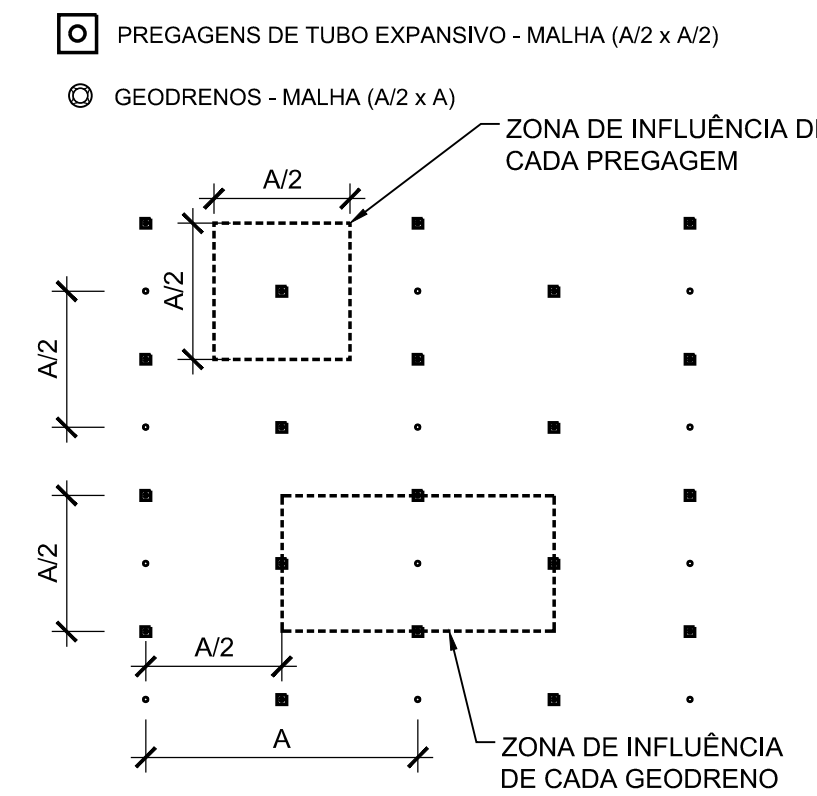 PREGAGENS DE TUBO EXPANSIVO - MALHA (A/2 x A/2)
GEODRENOS - MALHA (A/2 x A)
ZONA DE INFLUÊNCIA
CADA PREGAGEM
A/2
A/2
A/2
A/2
A/2
A
ZONA DE INFLUÊNCIA
DE CADA GEODRENO